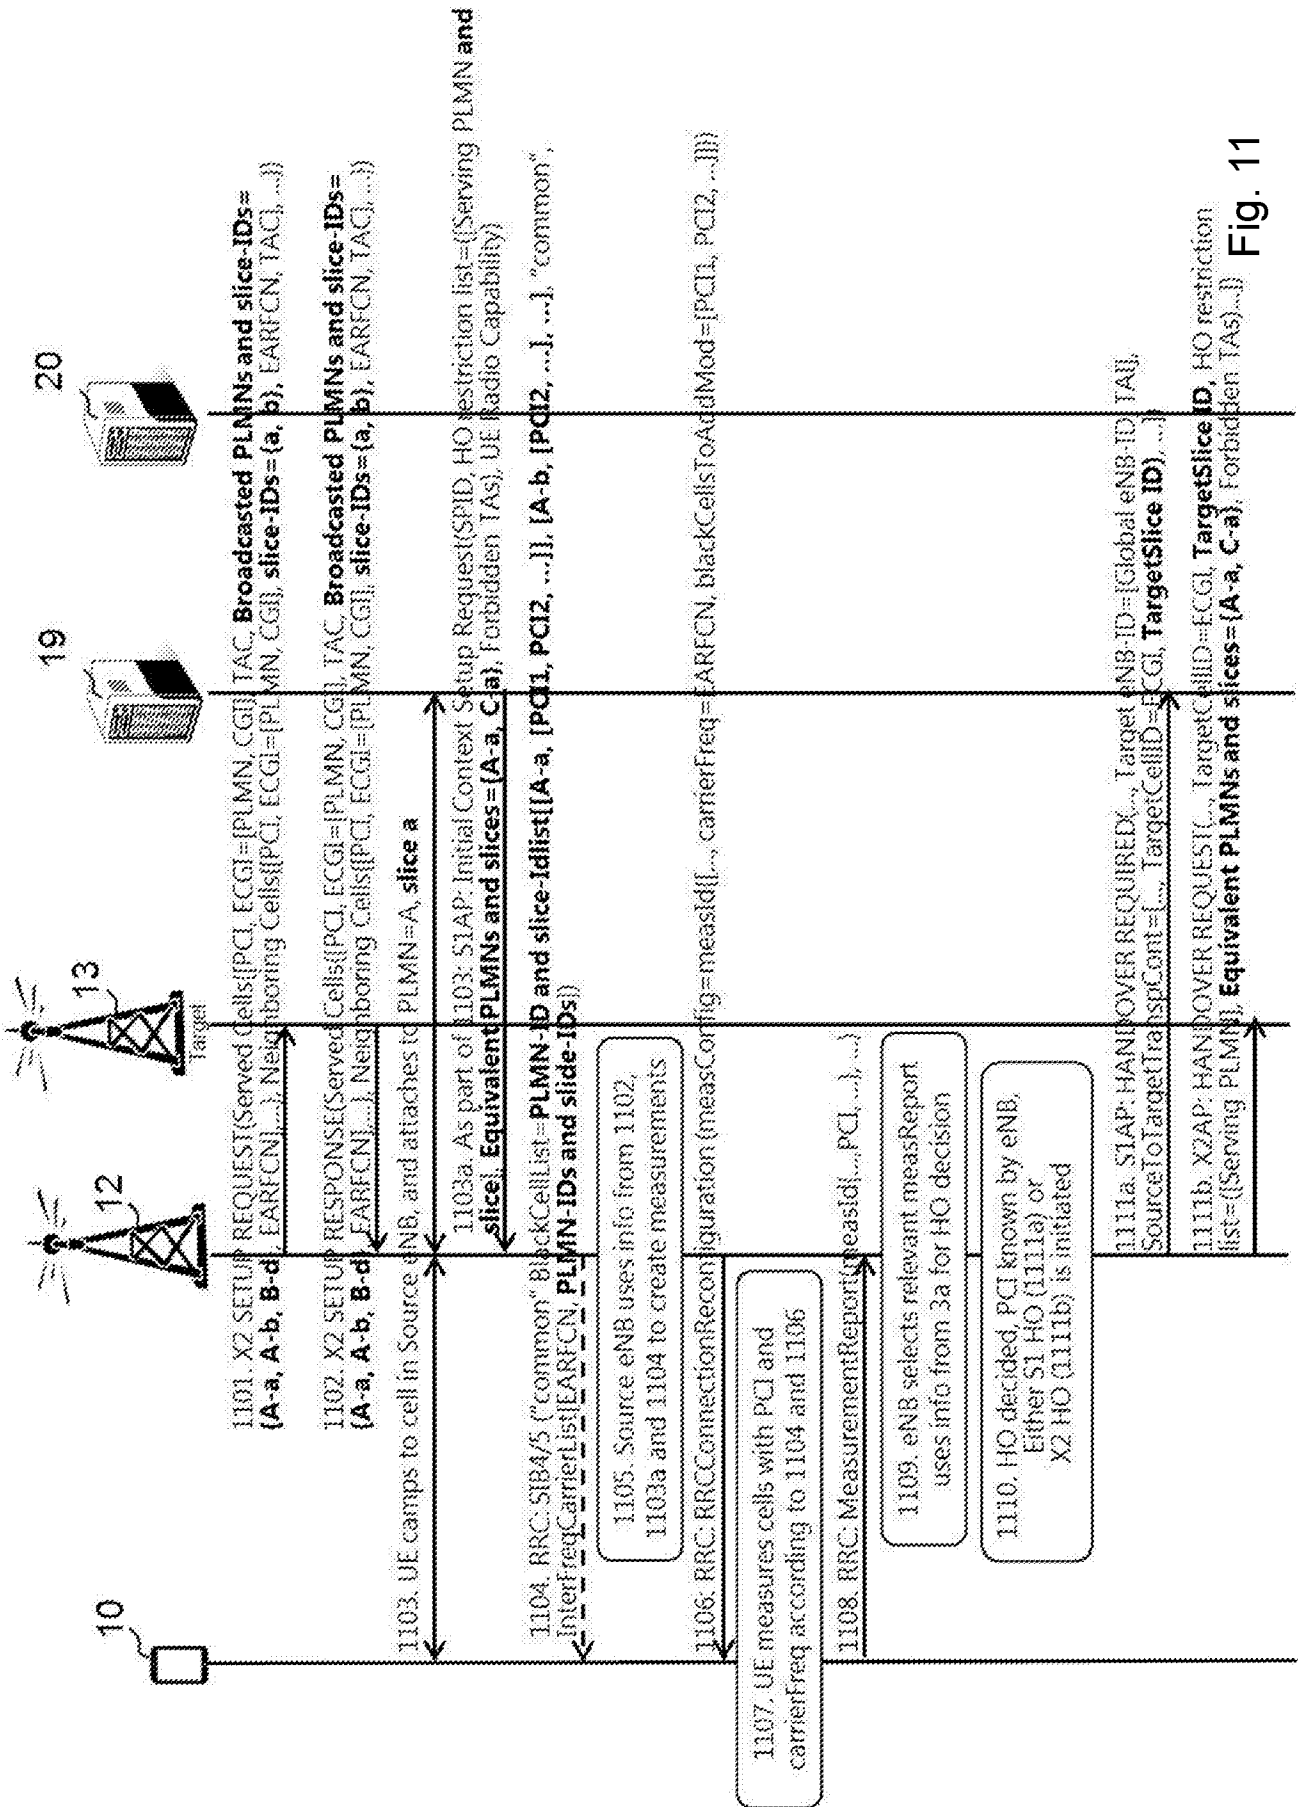 10
12
13
Target
19
20
1101. X2 SETUP REQUEST(Served Cells[[PCI, ECGI=[PLMN, CGI], TAC, Broadcasted PLMNs and slice-IDs=
{A-a, A-b, B-d}, EARFCN],...], Neighboring Cells[[PCI, ECGI=[PLMN, CGI], slice-IDs={a, b}, EARFCN, TAC], ...])
1102. X2 SETUP RESPONSE(Served Cells[[PCI, ECGI=[PLMN, CGI], TAC, Broadcasted PLMNs and slice-IDs=
{A-a, A-b, B-d}, EARFCN],...], Neighboring Cells[[PCI, ECGI=[PLMN, CGI], slice-IDs={a, b}, EARFCN, TAC], ...])
1103. UE camps to cell in Source eNB, and attaches to PLMN=A, slice a
1103a. As part of 1103: S1AP: Initial Context Setup Request(SPID, HO restriction list=([Serving PLMN and
slice], Equivalent PLMNs and slices={A-a, C-a}, Forbidden TAs), UE Radio Capability)
1104. RRC: SIB4/5 ("common" BlackCellList=PLMN-ID and slice-Idlist[[A-a, [PCI1, PCI2, ...]], [A-b, [PCI2, ...], ...], "common",
InterFreqCarrierList[EARFCN, PLMN-IDs and slide-IDs])
1105. Source eNB uses info from 1102,
1103a and 1104 to create measurements
1106: RRC: RRCConnectionReconfiguration (measConfig=measId[[..., carrierFreq=EARFCN, blackCellsToAddMod=[PCI1, PCI2, ...]])
1107. UE measures cells with PCI and
carrierFreq according to 1104 and 1106
1108. RRC: MeasurementReport(measId[...,PCI, ...], ...)
1109. eNB selects relevant measReport
uses info from 3a for HO decision
1110. HO decided, PCI known by eNB,
Either S1 HO (1111a) or
X2 HO (1111b) is initiated
1111a. S1AP: HANDOVER REQUIRED(..., Target eNB-ID=[Global eNB-ID, TAI],
SourceToTargetTranspCont=[..., TargetCellID=ECGI, TargetSlice ID], ...])
1111b. X2AP: HANDOVER REQUEST(..., TargetCellID=ECGI, TargetSlice ID, HO restriction
list=([Serving PLMN], Equivalent PLMNs and slices={A-a, C-a}, Forbidden TAs)...])
Fig. 11